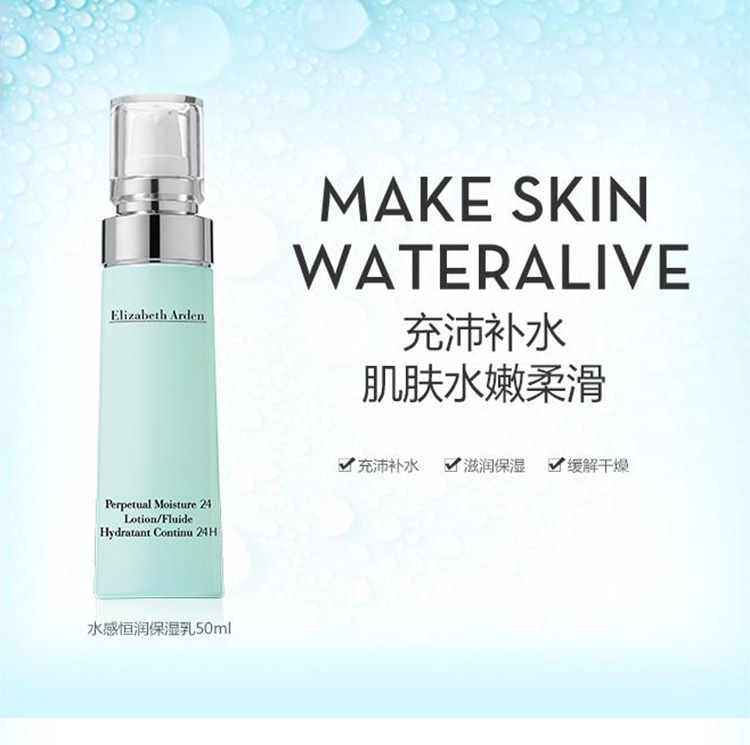 MAKE SKIN
WATERALIVE
充沛补水
肌肤水嫩柔滑
充沛补水 滋润保湿 缓解干燥
Elizabeth Arden
Perpetual Moisture 24
Lotion/Fluide
Hydratant Continu 24H
水感恒润保湿乳50ml